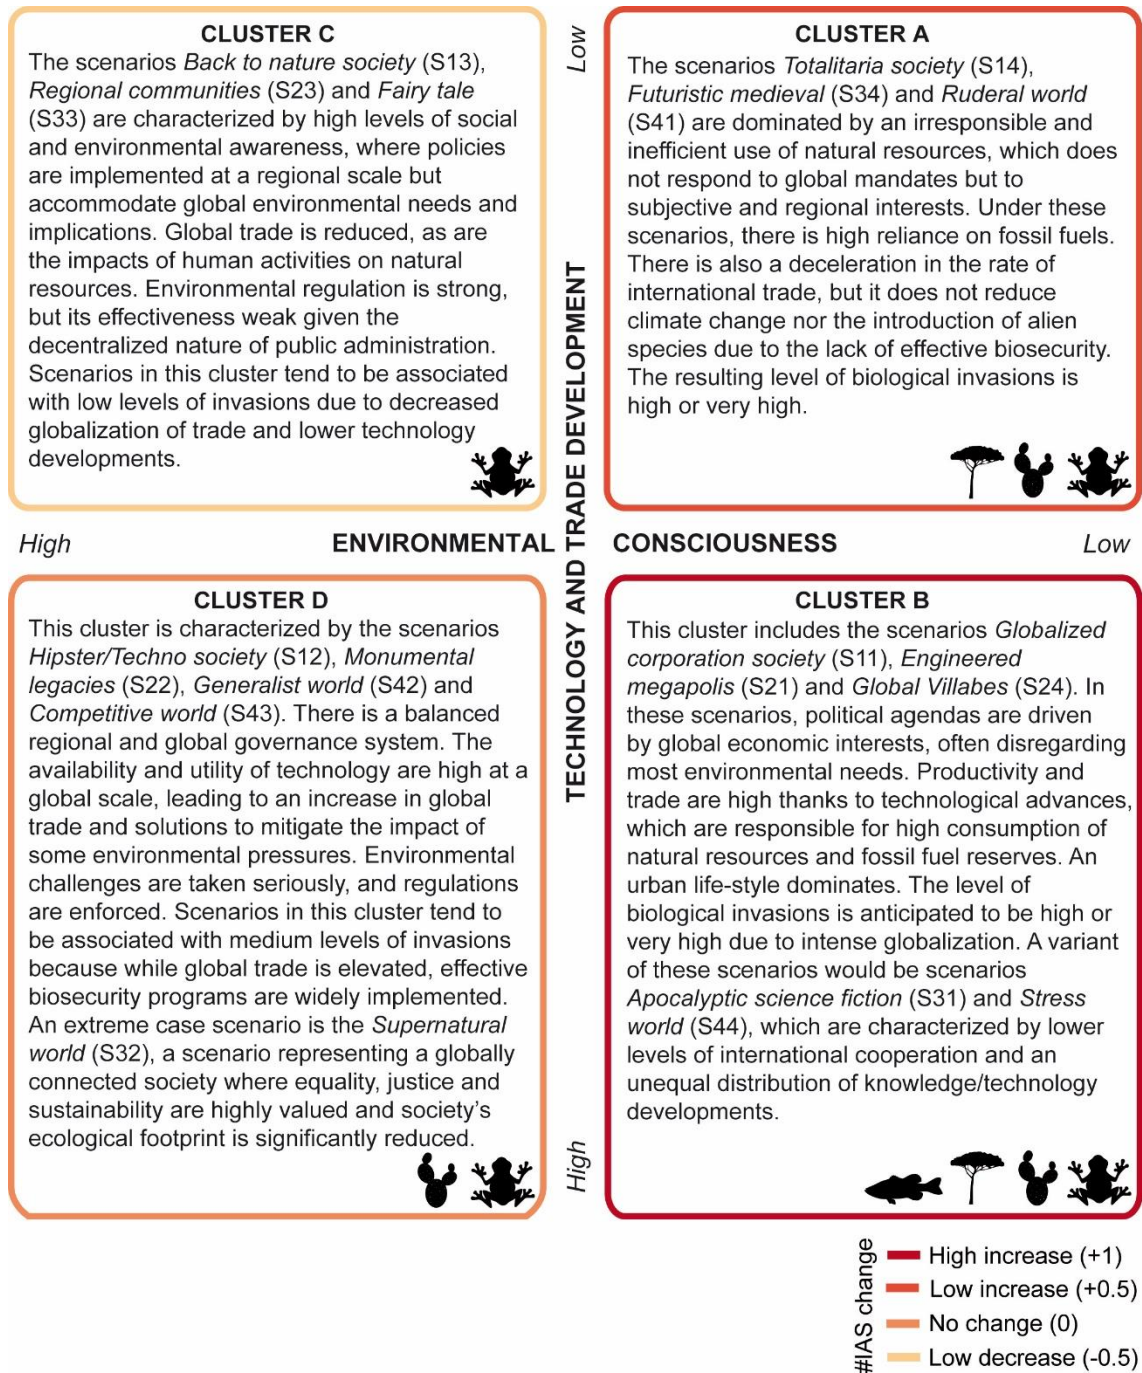 CLUSTER C
The scenarios Back to nature society (S13),
Regional communities (S23) and Fairy tale
(S33) are characterized by high levels of social
and environmental awareness, where policies
are implemented at a regional scale but
accommodate global environmental needs and
implications. Global trade is reduced, as are
the impacts of human activities on natural
resources. Environmental regulation is strong,
but its effectiveness weak given the
decentralized nature of public administration.
Scenarios in this cluster tend to be associated
with low levels of invasions due to decreased
globalization of trade and lower technology
developments.
Low
CLUSTER A
The scenarios Totalitaria society (S14),
Futuristic medieval (S34) and Ruderal world
(S41) are dominated by an irresponsible and
inefficient use of natural resources, which does
not respond to global mandates but to
subjective and regional interests. Under these
scenarios, there is high reliance on fossil fuels.
There is also a deceleration in the rate of
international trade, but it does not reduce
climate change nor the introduction of alien
species due to the lack of effective biosecurity.
The resulting level of biological invasions is
high or very high.
TECHNOLOGY AND TRADE DEVELOPMENT
High
ENVIRONMENTAL CONSCIOUSNESS
Low
CLUSTER D
This cluster is characterized by the scenarios
Hipster/Techno society (S12), Monumental
legacies (S22), Generalist world (S42) and
Competitive world (S43). There is a balanced
regional and global governance system. The
availability and utility of technology are high at a
global scale, leading to an increase in global
trade and solutions to mitigate the impact of
some environmental pressures. Environmental
challenges are taken seriously, and regulations
are enforced. Scenarios in this cluster tend to
be associated with medium levels of invasions
because while global trade is elevated, effective
biosecurity programs are widely implemented.
An extreme case scenario is the Supernatural
world (S32), a scenario representing a globally
connected society where equality, justice and
sustainability are highly valued and society's
ecological footprint is significantly reduced.
High
CLUSTER B
This cluster includes the scenarios Globalized
corporation society (S11), Engineered
megapolis (S21) and Global Villabes (S24). In
these scenarios, political agendas are driven
by global economic interests, often disregarding
most environmental needs. Productivity and
trade are high thanks to technological advances,
which are responsible for high consumption of
natural resources and fossil fuel reserves. An
urban life-style dominates. The level of
biological invasions is anticipated to be high or
very high due to intense globalization. A variant
of these scenarios would be scenarios
Apocalyptic science fiction (S31) and Stress
world (S44), which are characterized by lower
levels of international cooperation and an
unequal distribution of knowledge/technology
developments.
#IAS change
High increase (+1)
Low increase (+0.5)
No change (0)
Low decrease (-0.5)